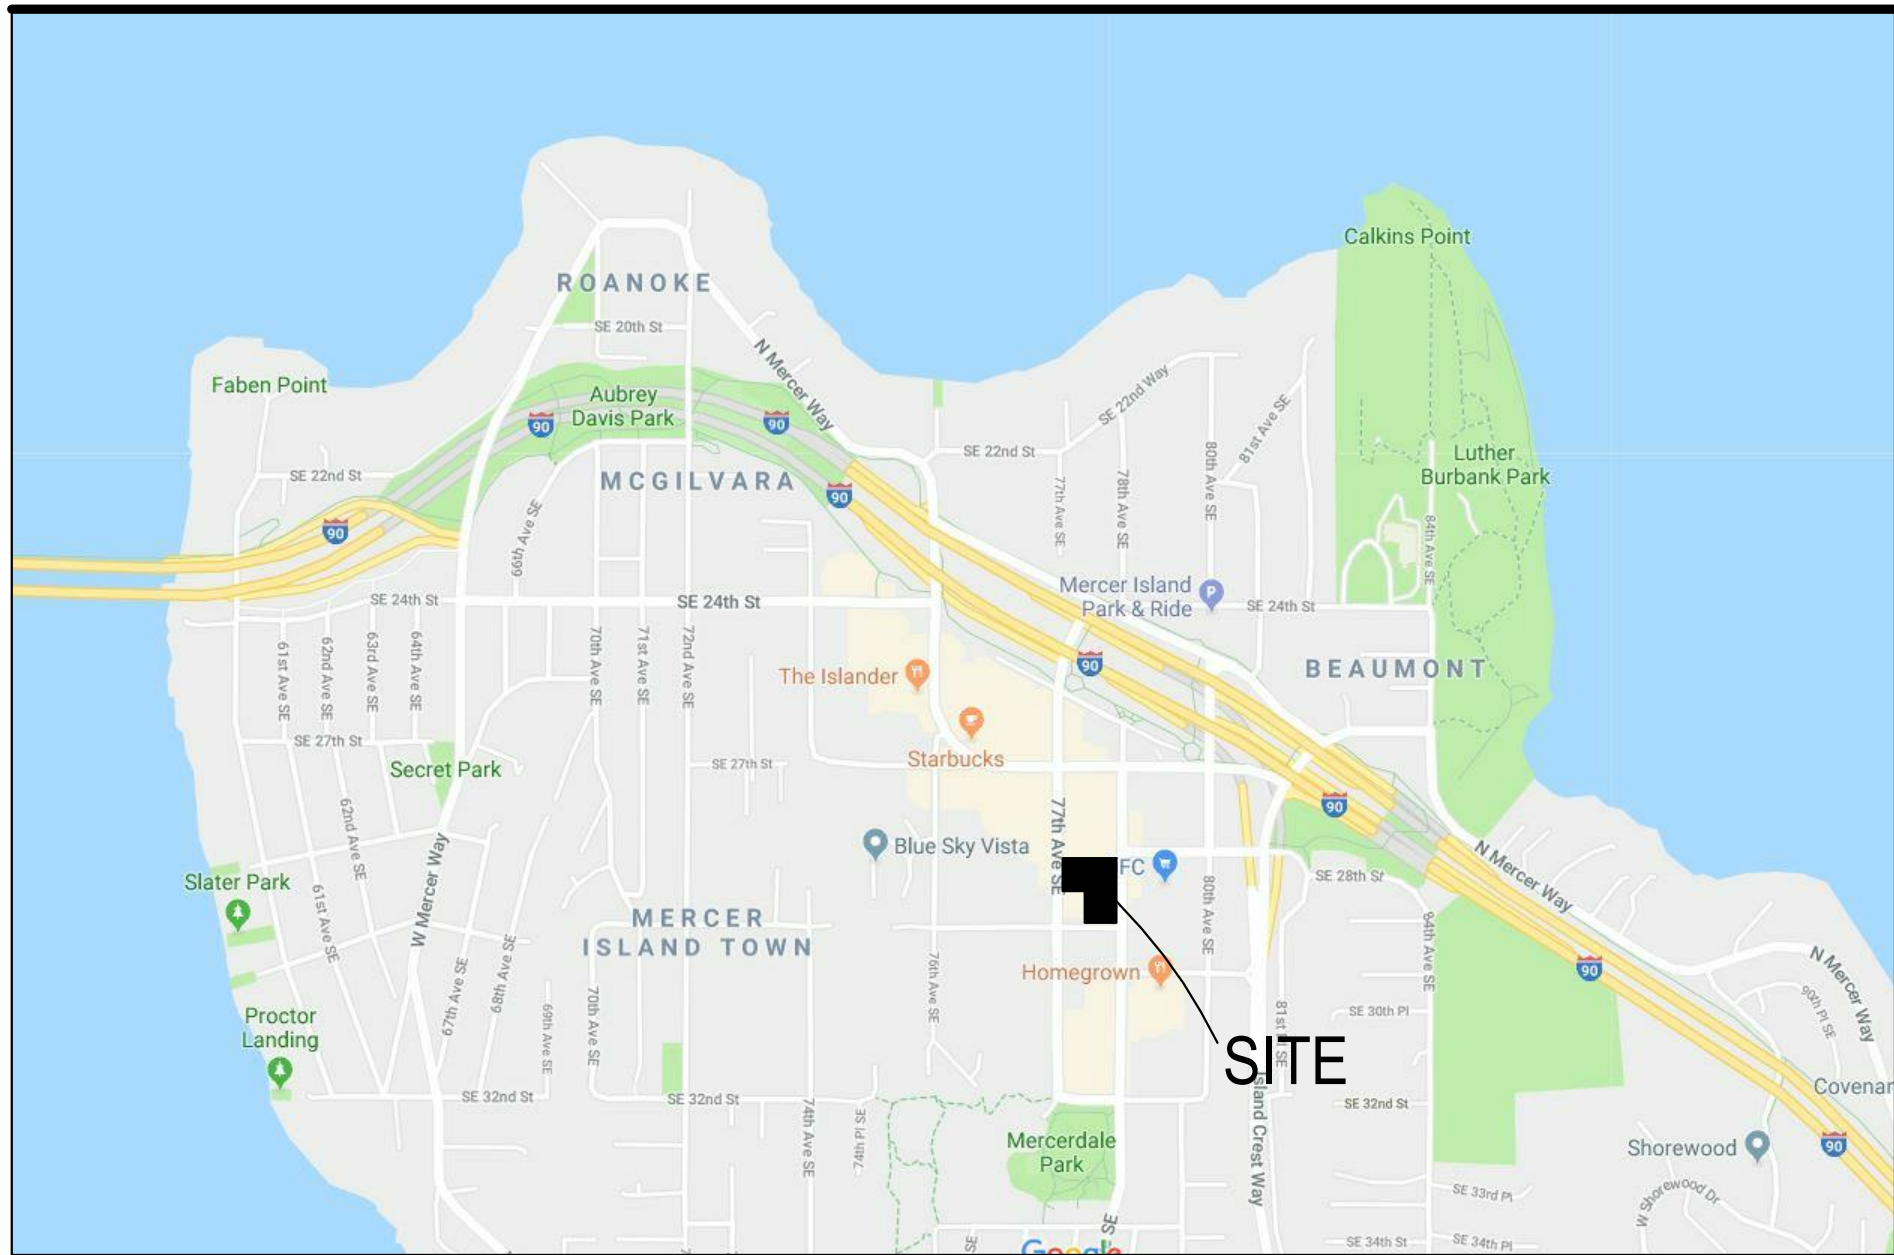 Calkins Point
ROANOKE
SE 20th St
N Mercer Way
Faben Point
Aubrey
Davis Park
90
90
SE 22nd Way
81st Ave SE
SE 22nd St
80th Ave SE
Luther
Burbank Park
SE 22nd St
MCGILVARA
90
77th Ave SE
78th Ave SE
90
69th Ave SE
84th Ave SE
Mercer Island
Park & Ride
P
SE 24th St
SE 24th St
SE 24th St
61st Ave SE
62nd Ave SE
63rd Ave SE
64th Ave SE
70th Ave SE
71st Ave SE
72nd Ave SE
The Islander
90
BEAUMONT
Starbucks
SE 27th St
Secret Park
SE 27th St
90
62nd Ave SE
77th Ave SE
Blue Sky Vista
FC
N Mercer Way
SE 28th St
Slater Park
61st Ave SE
W Mercer Way
MERCER
ISLAND TOWN
80th Ave SE
84th Ave SE
67th Ave SE
68th Ave SE
76th Ave SE
Homegrown
90
N Mercer Way
90th Pl SE
Proctor
Landing
69th Ave SE
70th Ave SE
81st
SE
SE 30th Pl
SITE
Covenan
SE 32nd St
SE 32nd St
SE 32nd St
74th Ave SE
74th Pl SE
Island Crest Way
Mercerdale
Park
Shorewood
90
SE 33rd Pl
W Shorewood Dr
SE
SE
SE 34th St
SE 34th Pl
Google